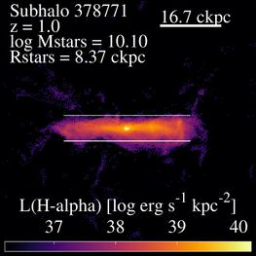 Subhalo 378771
16.7 ckpc
z = 1.0
log Mstars = 10.10
Rstars = 8.37 ckpc
L(H-alpha) [log erg s⁻¹ kpc⁻²]
37 38 39 40